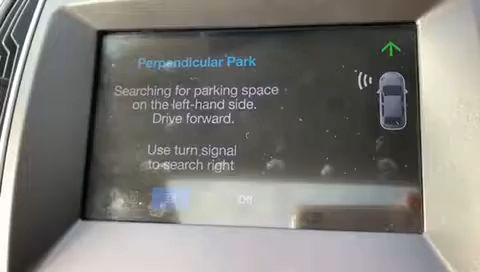 Perpendicular Park
Searching for parking space
on the left-hand side.
Drive forward.
Use turn signal
to search right
Off